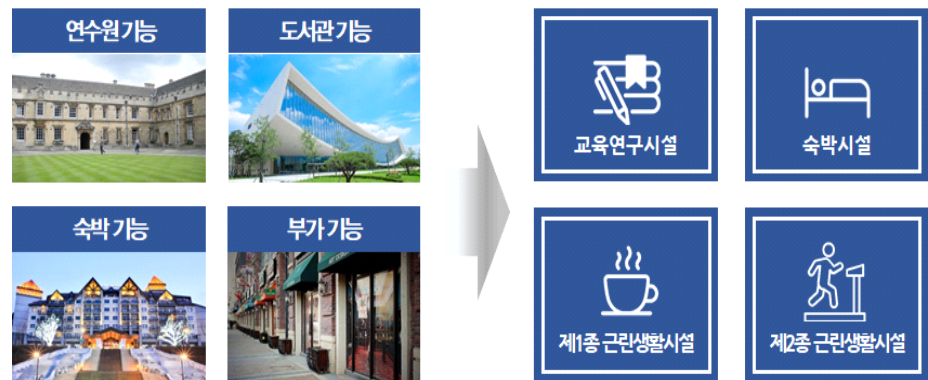 연수원 기능
도서관 기능
숙박 기능
부가 기능
교육연구시설
숙박시설
제1종 근린생활시설
제2종 근린생활시설